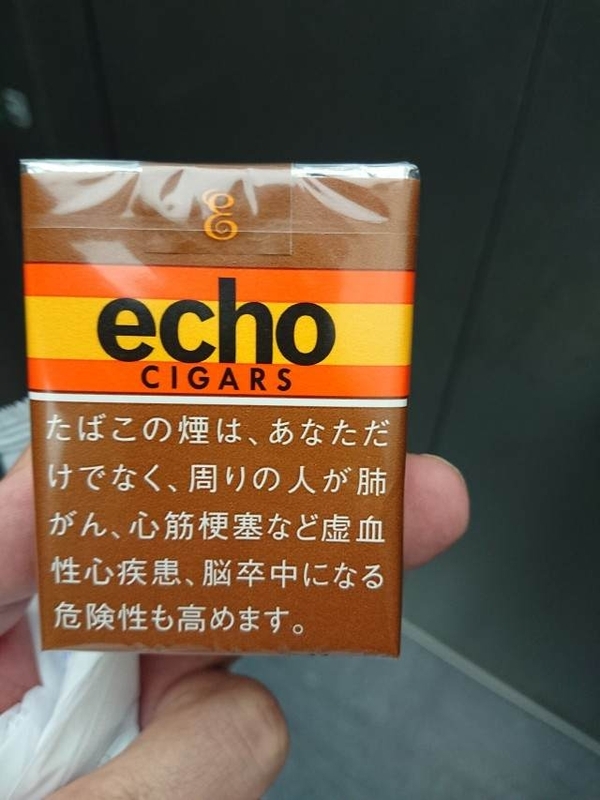 E
echo
CIGARS
たばこの煙は、あなただ
けでなく、周りの人が肺
がん、心筋梗塞など虚血
性心疾患、脳卒中になる
危険性も高めます。